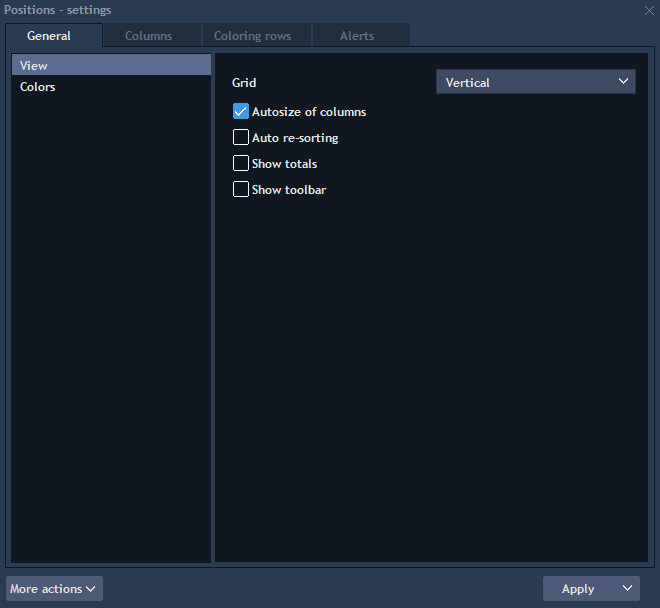 Positions - settings
General Columns Coloring rows Alerts
View
Colors
Grid Vertical
Autosize of columns
Auto re-sorting
Show totals
Show toolbar
More actions Apply